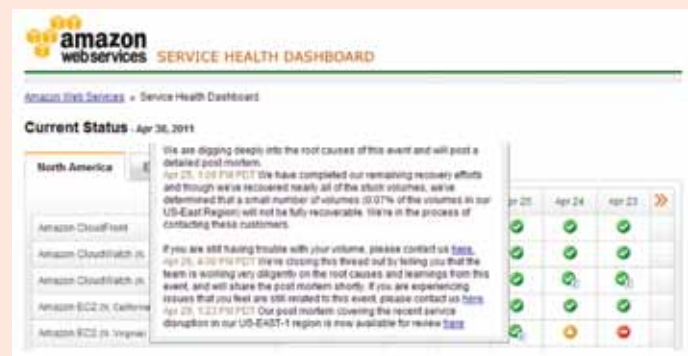 amazon
webservices SERVICE HEALTH DASHBOARD
Amazon Web Services » Service Health Dashboard
Current Status - Apr 30, 2011
North America
We are digging deeply into the root causes of this event and will post a
detailed post mortem.
Apr 25, PM PDT We have completed our remaining recovery efforts
and though we've recovered nearly all of the stuck volumes, we've
determined that a small number of volumes (0.07% of the volumes in our
US-East Region) will not be fully recoverable. We're in the process of
contacting these customers.
If you are still having trouble with your volume, please contact us here.
Apr 26, PM PDT We're closing this thread out by telling you that the
team is working very diligently on the root causes and learnings from this
event, and will share the post mortem shortly. If you are experiencing
issues that you feel are still related to this event, please contact us here
Apr 29, 1:23 PM PDT Our post mortem covering the recent service
disruption in our US-EAST-1 region is now available for review here
Apr 24 Apr 23
Amazon CloudFront
Amazon CloudWatch (N.
Amazon CloudWatch (N.
Amazon EC2 (N. California
Amazon EC2 (N. Virginia)